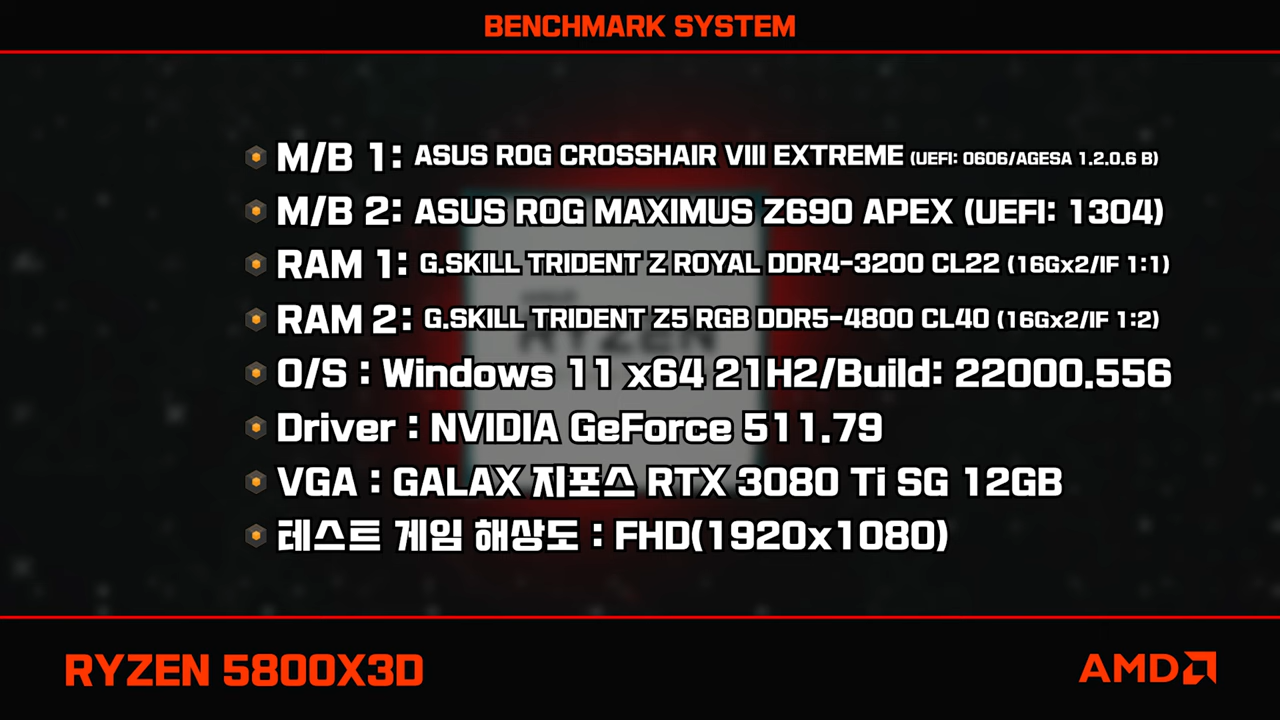 BENCHMARK SYSTEM
M/B 1: ASUS ROG CROSSHAIR VIII EXTREME (UEFI: 0606/AGESA 1.2.0.6 B)
M/B 2: ASUS ROG MAXIMUS Z690 APEX (UEFI: 1304)
RAM 1: G.SKILL TRIDENT Z ROYAL DDR4-3200 CL22 (16Gx2/IF 1:1)
RAM 2: G.SKILL TRIDENT Z5 RGB DDR5-4800 CL40 (16Gx2/IF 1:2)
O/S : Windows 11 x64 21H2/Build: 22000.556
Driver : NVIDIA GeForce 511.79
VGA : GALAX 지포스 RTX 3080 Ti SG 12GB
테스트 게임 해상도 : FHD(1920x1080)
RYZEN
RYZEN 5800X3D
AMD